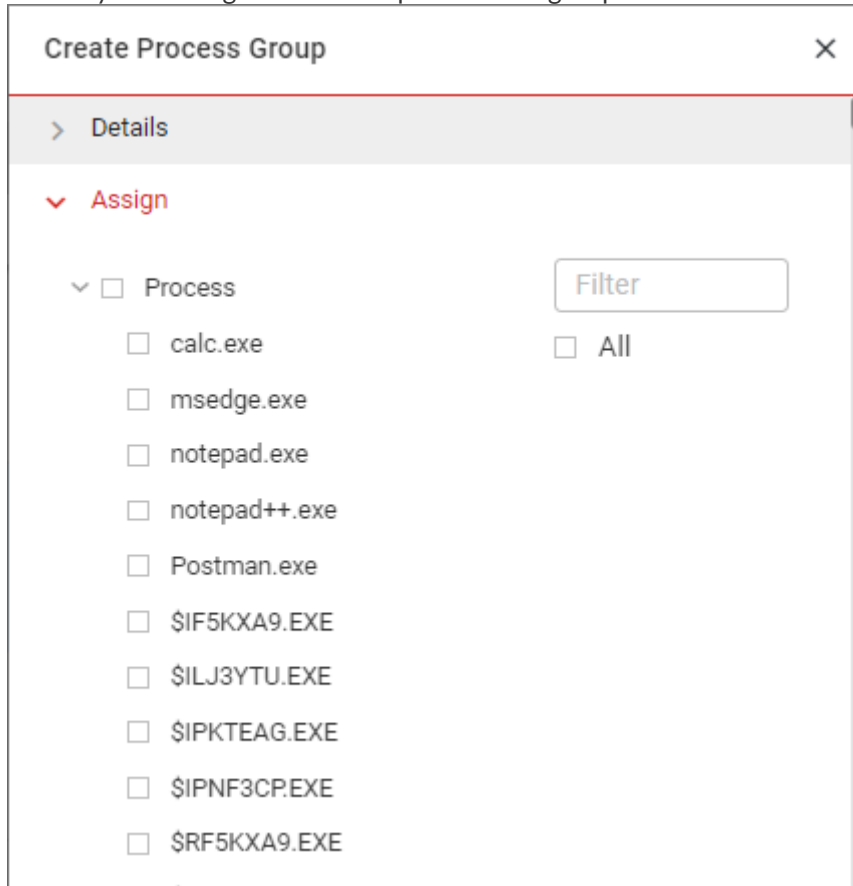 Create Process Group
Details
Assign
Process
Filter
calc.exe
All
msedge.exe
notepad.exe
notepad++.exe
Postman.exe
$IF5KXA9.EXE
$ILJ3YTU.EXE
$IPKTEAG.EXE
$IPNF3CP.EXE
$RF5KXA9.EXE